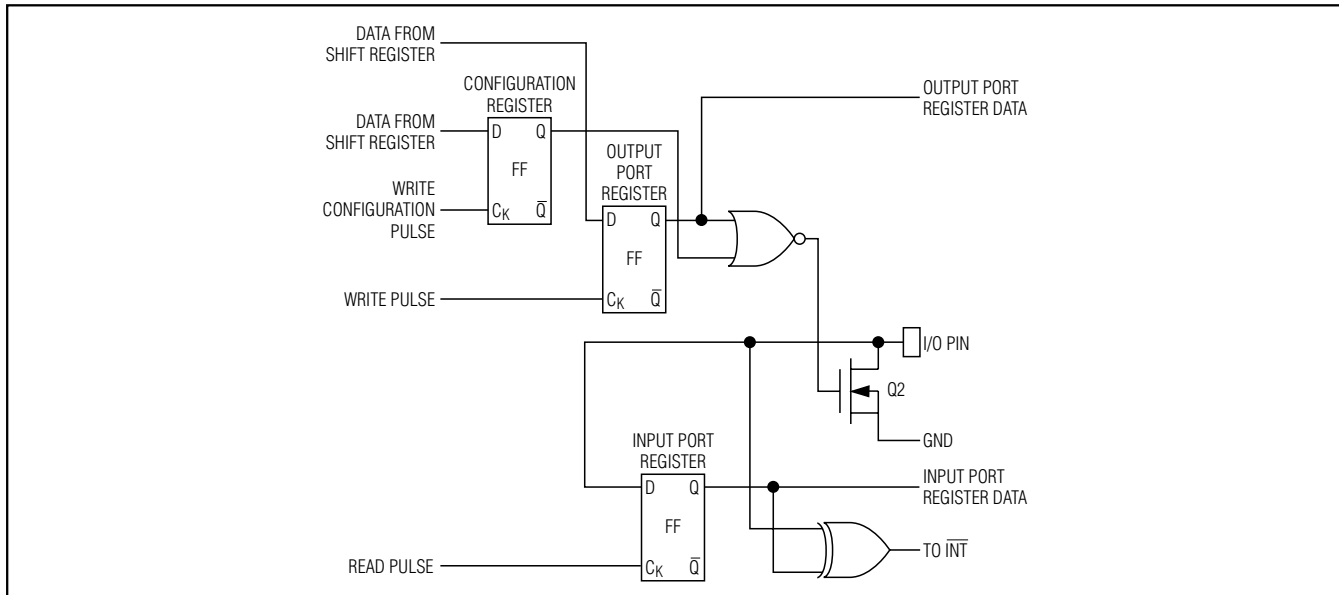 DATA FROM
SHIFT REGISTER
CONFIGURATION
REGISTER
OUTPUT PORT
REGISTER DATA
DATA FROM
SHIFT REGISTER
D Q
FF
CK Q̅
OUTPUT
PORT
REGISTER
WRITE
CONFIGURATION
PULSE
D Q
FF
CK Q̅
WRITE PULSE
I/O PIN
Q2
GND
INPUT PORT
REGISTER
D Q
FF
CK Q̅
INPUT PORT
REGISTER DATA
TO I̅N̅T̅
READ PULSE